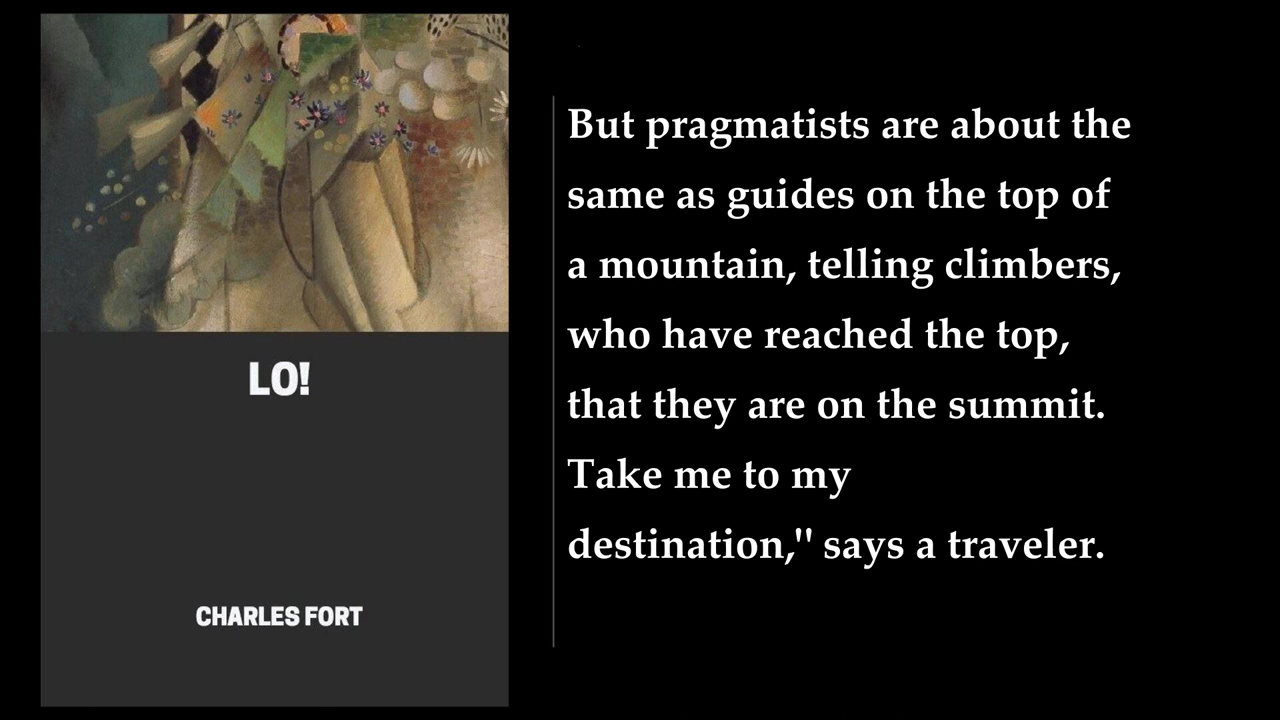 LO!
CHARLES FORT
But pragmatists are about the
same as guides on the top of
a mountain, telling climbers,
who have reached the top,
that they are on the summit.
Take me to my
destination," says a traveler.